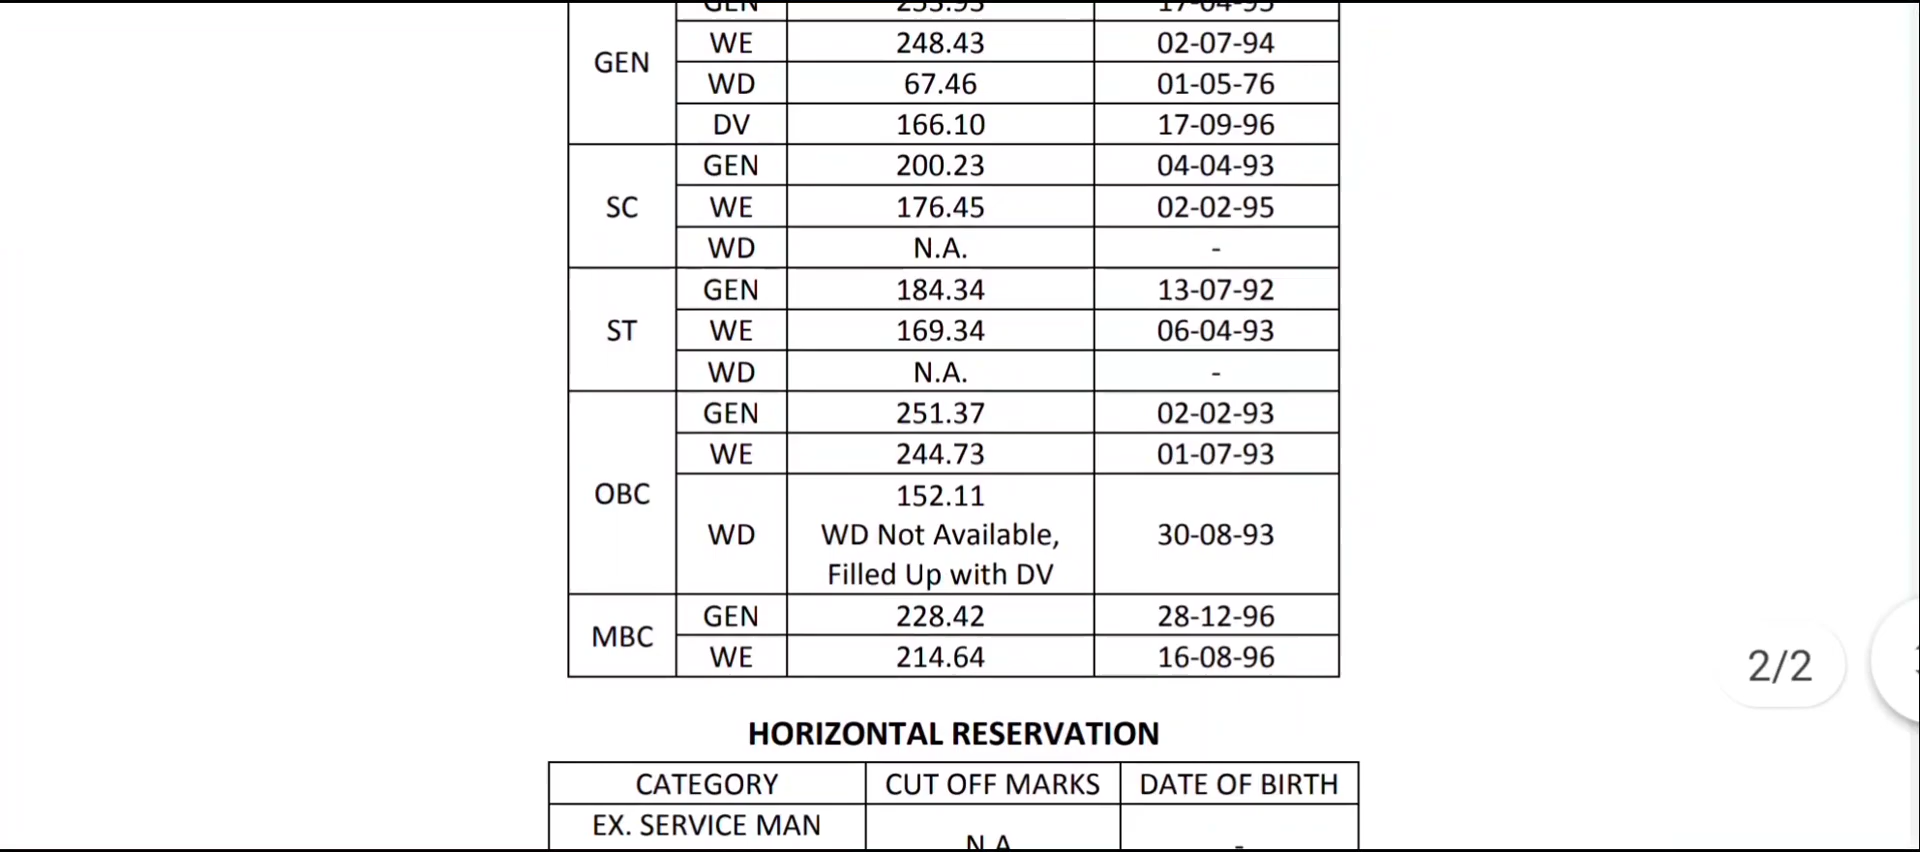 GEN 253.93 17-04-93
GEN
WE 248.43 02-07-94
WD 67.46 01-05-76
DV 166.10 17-09-96
SC
GEN 200.23 04-04-93
WE 176.45 02-02-95
WD N.A. -
ST
GEN 184.34 13-07-92
WE 169.34 06-04-93
WD N.A. -
OBC
GEN 251.37 02-02-93
WE 244.73 01-07-93
WD 152.11 30-08-93
WD Not Available,
Filled Up with DV
MBC
GEN 228.42 28-12-96
WE 214.64 16-08-96
2/2
HORIZONTAL RESERVATION
CATEGORY CUT OFF MARKS DATE OF BIRTH
EX. SERVICE MAN N.A -